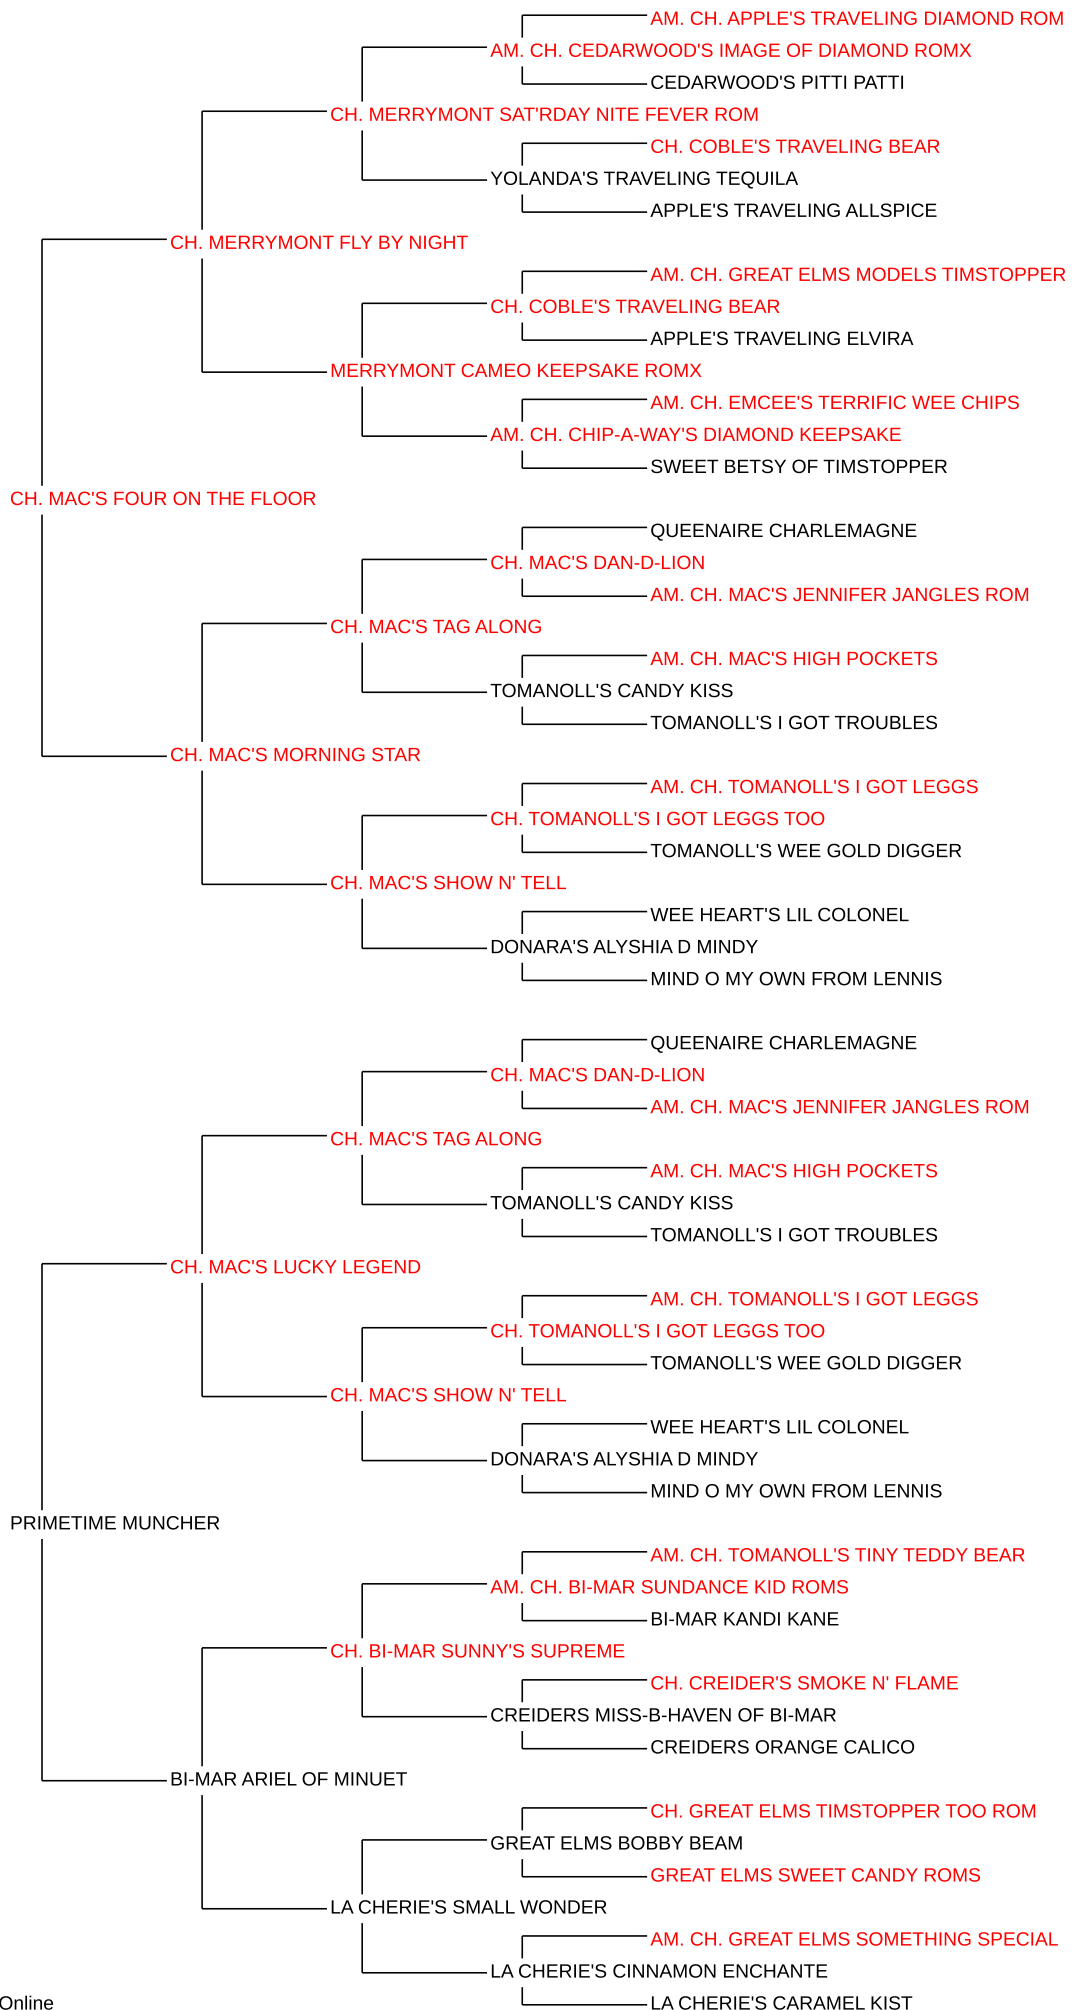 AM. CH. APPLE'S TRAVELING DIAMOND ROM
AM. CH. CEDARWOOD'S IMAGE OF DIAMOND ROMX
CEDARWOOD'S PITTI PATTI
CH. MERRYMONT SAT'RDAY NITE FEVER ROM
CH. COBLE'S TRAVELING BEAR
YOLANDA'S TRAVELING TEQUILA
APPLE'S TRAVELING ALLSPICE
CH. MERRYMONT FLY BY NIGHT
AM. CH. GREAT ELMS MODELS TIMSTOPPER
CH. COBLE'S TRAVELING BEAR
APPLE'S TRAVELING ELVIRA
MERRYMONT CAMEO KEEPSAKE ROMX
AM. CH. EMCEE'S TERRIFIC WEE CHIPS
AM. CH. CHIP-A-WAY'S DIAMOND KEEPSAKE
SWEET BETSY OF TIMSTOPPER
CH. MAC'S FOUR ON THE FLOOR
QUEENAIRE CHARLEMAGNE
CH. MAC'S DAN-D-LION
AM. CH. MAC'S JENNIFER JANGLES ROM
CH. MAC'S TAG ALONG
AM. CH. MAC'S HIGH POCKETS
TOMANOLL'S CANDY KISS
TOMANOLL'S I GOT TROUBLES
CH. MAC'S MORNING STAR
AM. CH. TOMANOLL'S I GOT LEGGS
CH. TOMANOLL'S I GOT LEGGS TOO
TOMANOLL'S WEE GOLD DIGGER
CH. MAC'S SHOW N' TELL
WEE HEART'S LIL COLONEL
DONARA'S ALYSHIA D MINDY
MIND O MY OWN FROM LENNIS
QUEENAIRE CHARLEMAGNE
CH. MAC'S DAN-D-LION
AM. CH. MAC'S JENNIFER JANGLES ROM
CH. MAC'S TAG ALONG
AM. CH. MAC'S HIGH POCKETS
TOMANOLL'S CANDY KISS
TOMANOLL'S I GOT TROUBLES
CH. MAC'S LUCKY LEGEND
AM. CH. TOMANOLL'S I GOT LEGGS
CH. TOMANOLL'S I GOT LEGGS TOO
TOMANOLL'S WEE GOLD DIGGER
CH. MAC'S SHOW N' TELL
WEE HEART'S LIL COLONEL
DONARA'S ALYSHIA D MINDY
MIND O MY OWN FROM LENNIS
PRIMETIME MUNCHER
AM. CH. TOMANOLL'S TINY TEDDY BEAR
AM. CH. BI-MAR SUNDANCE KID ROMS
BI-MAR KANDI KANE
CH. BI-MAR SUNNY'S SUPREME
CH. CREIDER'S SMOKE N' FLAME
CREIDERS MISS-B-HAVEN OF BI-MAR
CREIDERS ORANGE CALICO
BI-MAR ARIEL OF MINUET
CH. GREAT ELMS TIMSTOPPER TOO ROM
GREAT ELMS BOBBY BEAM
GREAT ELMS SWEET CANDY ROMS
LA CHERIE'S SMALL WONDER
AM. CH. GREAT ELMS SOMETHING SPECIAL
LA CHERIE'S CINNAMON ENCHANTE
LA CHERIE'S CARAMEL KIST
Online